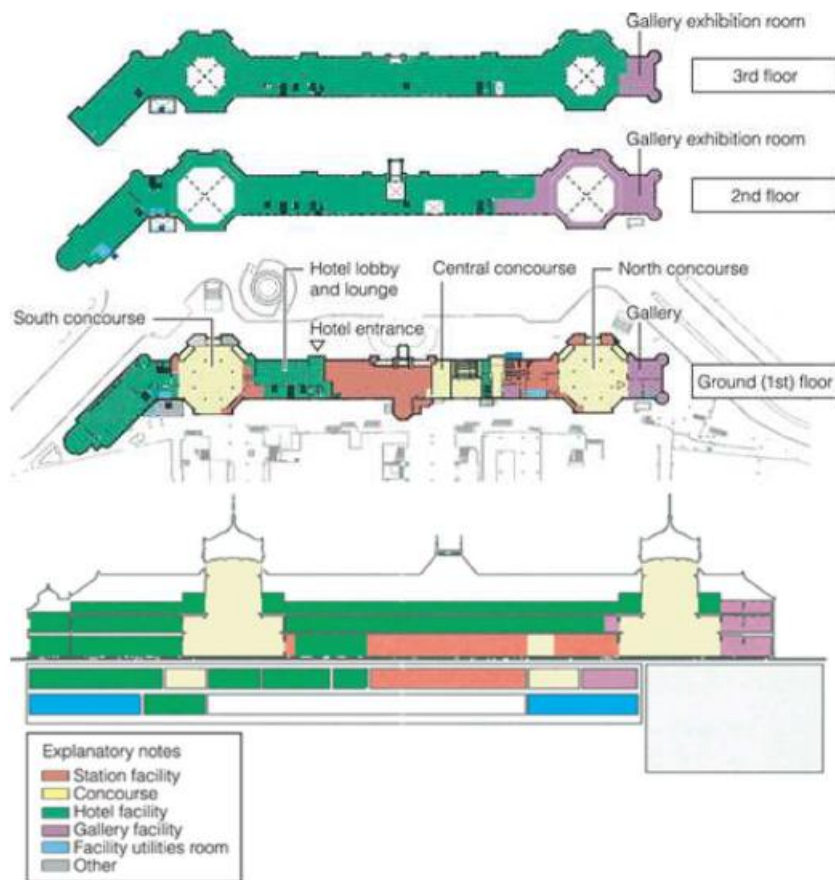 Gallery exhibition room
3rd floor
Gallery exhibition room
2nd floor
Hotel lobby
and lounge
Central concourse
North concourse
South concourse
Hotel entrance
Gallery
Ground (1st) floor
Explanatory notes
Station facility
Concourse
Hotel facility
Gallery facility
Facility utilities room
Other